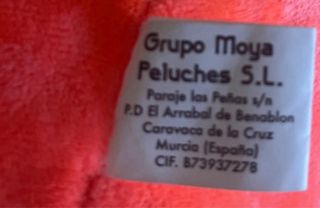 Grupo Moya
Peluches S.L.
Paraje las Peñas s/n
P.D El Arrabal de Benablon
Caravaca de la Cruz
Murcia (España)
CIF. B73937278